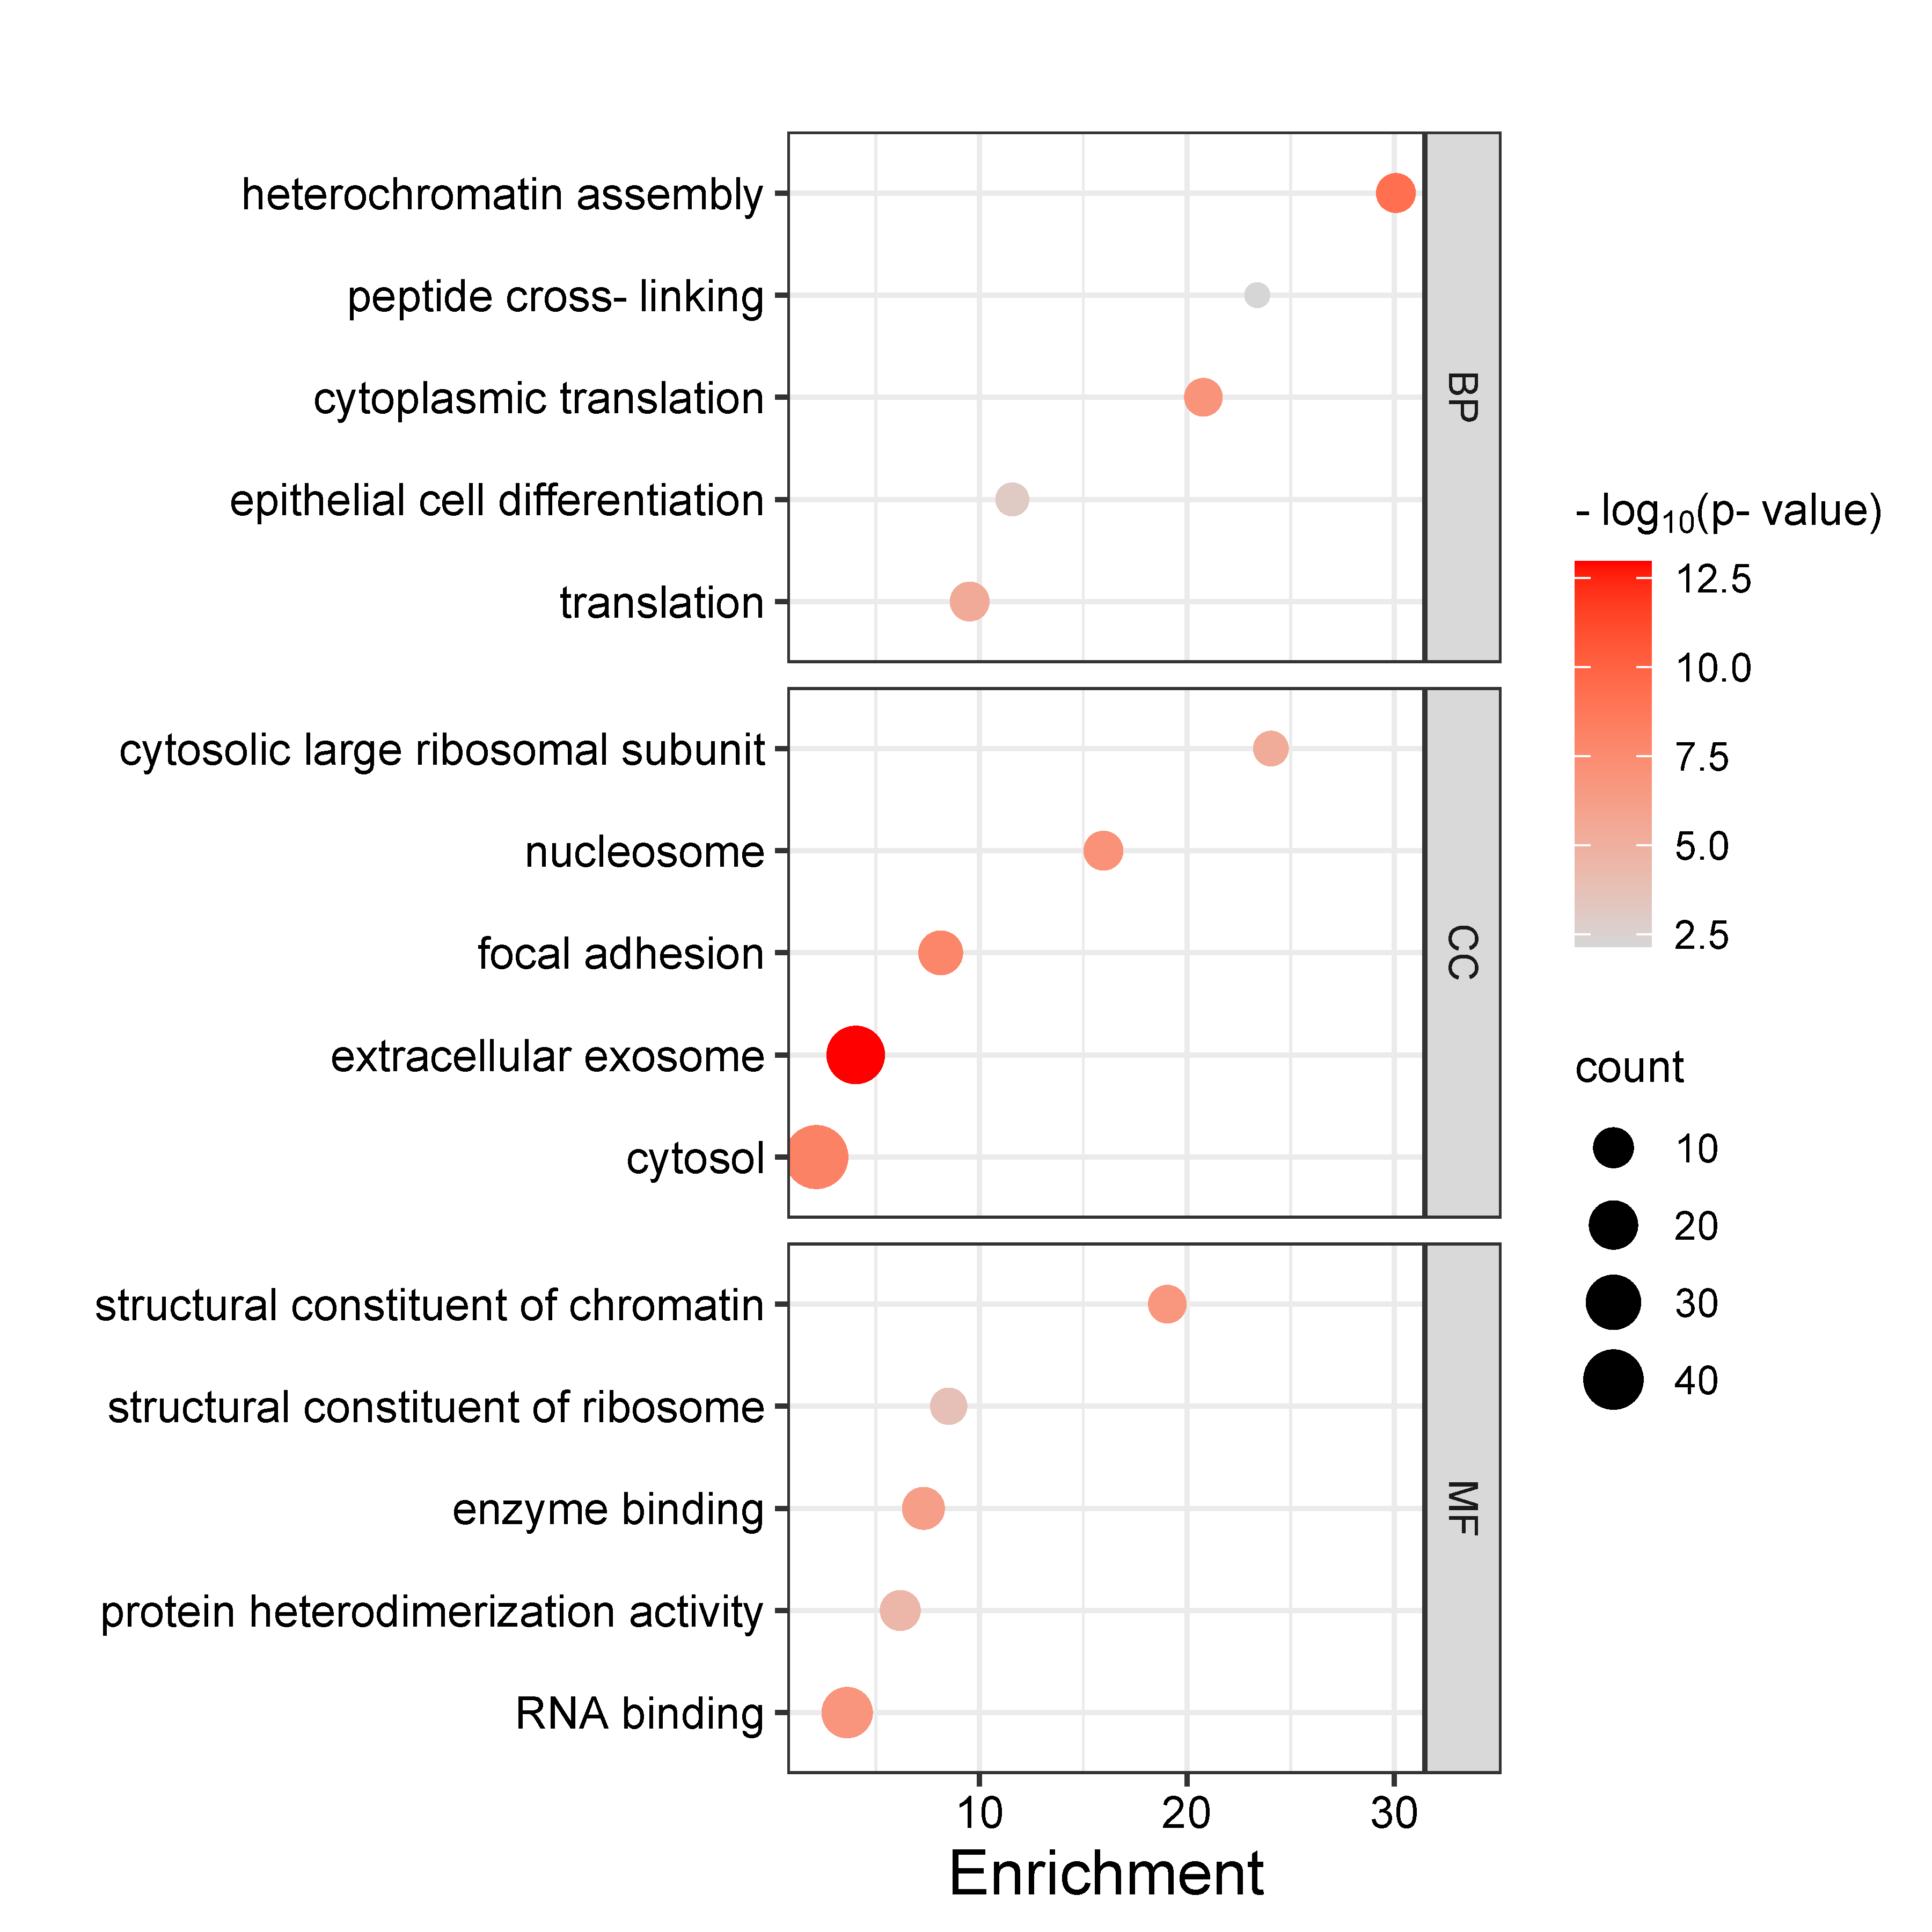 heterochromatin assembly
peptide cross- linking
cytoplasmic translation
epithelial cell differentiation
translation
BP
cytosolic large ribosomal subunit
nucleosome
focal adhesion
extracellular exosome
cytosol
CC
structural constituent of chromatin
structural constituent of ribosome
enzyme binding
protein heterodimerization activity
RNA binding
MF
10 20 30
Enrichment
- log₁₀(p- value)
12.5
10.0
7.5
5.0
2.5
count
10
20
30
40